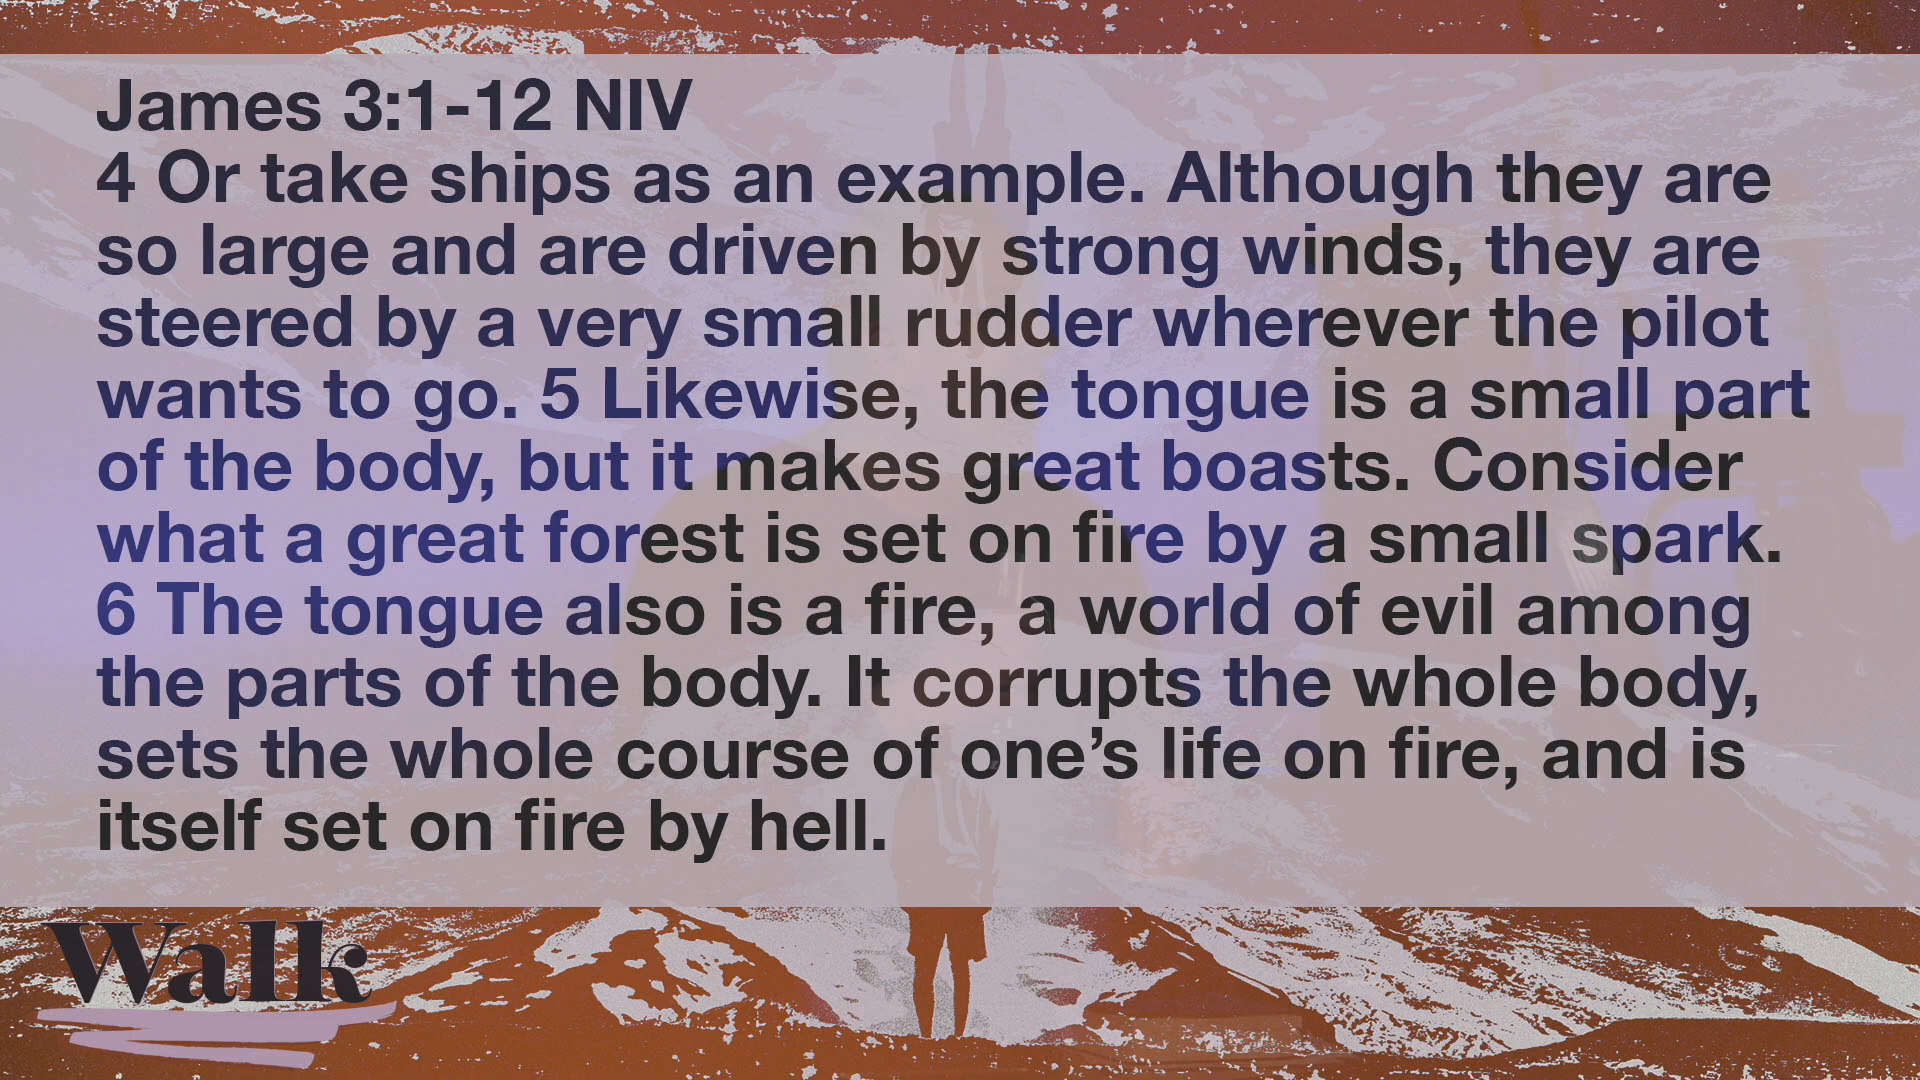 James 3:1-12 NIV
4 Or take ships as an example. Although they are
so large and are driven by strong winds, they are
steered by a very small rudder wherever the pilot
wants to go. 5 Likewise, the tongue is a small part
of the body, but it makes great boasts. Consider
what a great forest is set on fire by a small spark.
6 The tongue also is a fire, a world of evil among
the parts of the body. It corrupts the whole body,
sets the whole course of one’s life on fire, and is
itself set on fire by hell.
Walk